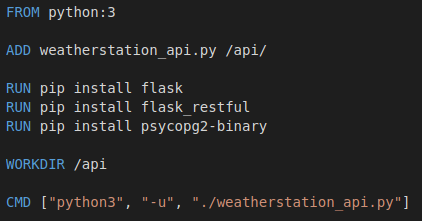 FROM python:3
ADD weatherstation_api.py /api/
RUN pip install flask
RUN pip install flask_restful
RUN pip install psycopg2-binary
WORKDIR /api
CMD ["python3", "-u", "./weatherstation_api.py"]